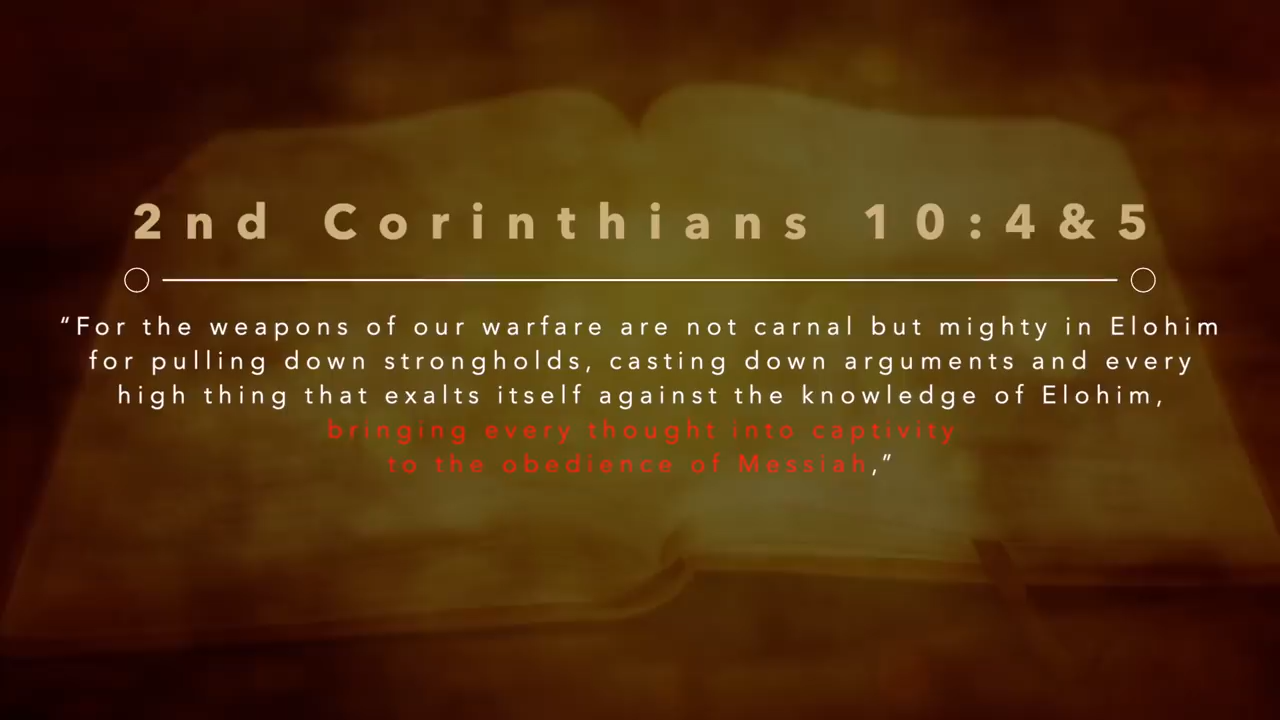 2nd Corinthians 10:4&5
“For the weapons of our warfare are not carnal but mighty in Elohim
for pulling down strongholds, casting down arguments and every
high thing that exalts itself against the knowledge of Elohim,
bringing every thought into captivity
to the obedience of Messiah,”